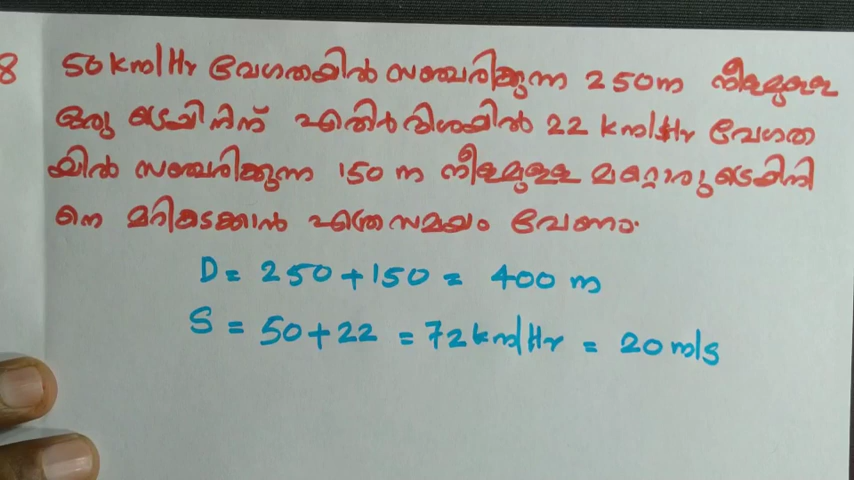 8 50 km/Hr വേഗതയിൽ സഞ്ചരിക്കുന്ന 250 m നീളമുള്ള
ഒരു ട്രെയിനിന് എതിർദിശയിൽ 22 km/Hr വേഗത
യിൽ സഞ്ചരിക്കുന്ന 150 m നീളമുള്ള മറ്റൊരു ട്രെയിനി
നെ മറികടക്കാൻ എത്ര സമയം വേണം.
D = 250 + 150 = 400 m
S = 50 + 22 = 72 km/Hr = 20 m/s